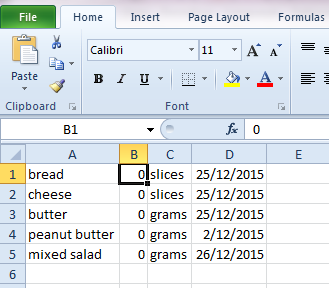 File Home Insert Page Layout Formulas
Calibri 11 A A
Paste B I U A
Clipboard Font
B1 fx 0
A B C D E
1 bread 0 slices 25/12/2015
2 cheese 0 slices 25/12/2015
3 butter 0 grams 25/12/2015
4 peanut butter 0 grams 2/12/2015
5 mixed salad 0 grams 26/12/2015
6